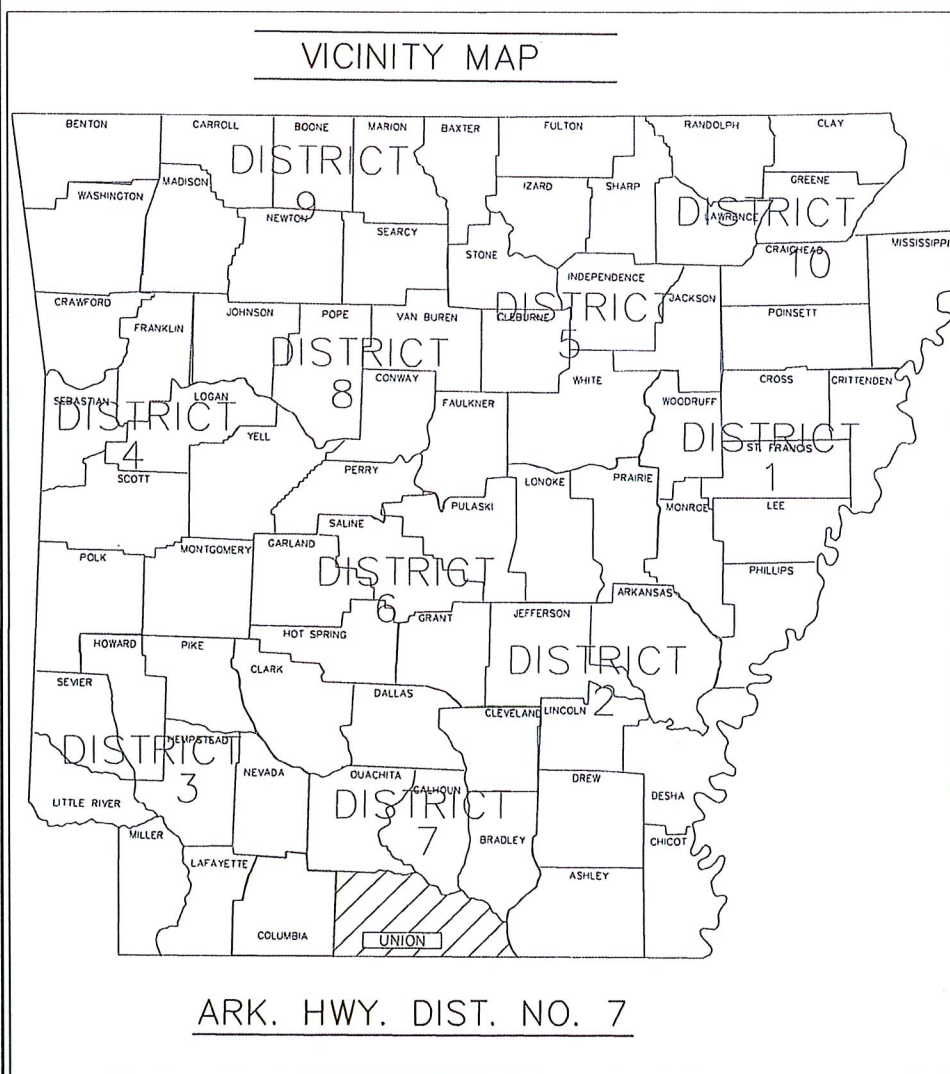 VICINITY MAP
BENTON CARROLL BOONE MARION BAXTER FULTON RANDOLPH CLAY
DISTRICT
9
MADISON IZARD SHARP GREENE
WASHINGTON
DISTRICT
10
LAWRENCE
NEWTON
SEARCY
STONE
CRAIGHEAD
MISSISSIPPI
INDEPENDENCE
DISTRICT
5
JACKSON
CRAWFORD
FRANKLIN
JOHNSON POPE VAN BUREN CLEBURNE POINSETT
DISTRICT
8
CONWAY WHITE CROSS CRITTENDEN
SEBASTIAN LOGAN FAULKNER WOODRUFF
DISTRICT
4
YELL
DISTRICT
1
ST. FRANCIS
SCOTT
PERRY
LONOKE PRAIRIE
PULASKI MONROE LEE
SALINE
GARLAND
MONTGOMERY
POLK
DISTRICT
6
PHILLIPS
ARKANSAS
GRANT JEFFERSON
HOT SPRING
HOWARD PIKE
CLARK
DISTRICT
2
SEVIER
DALLAS
CLEVELAND LINCOLN
DISTRICT
3
HEMPSTEAD
NEVADA OUACHITA DREW
CALHOUN
DISTRICT
7
DESHA
LITTLE RIVER
MILLER
BRADLEY CHICOT
LAFAYETTE
ASHLEY
COLUMBIA UNION
ARK. HWY. DIST. NO. 7